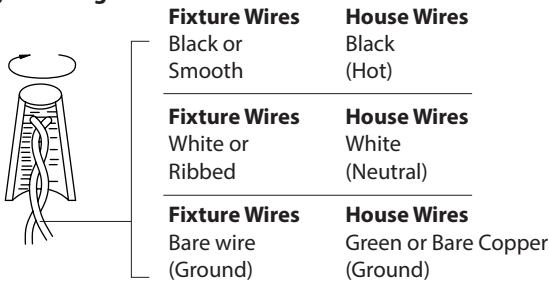 Fixture Wires House Wires
Black or Black
Smooth (Hot)
Fixture Wires House Wires
White or White
Ribbed (Neutral)
Fixture Wires House Wires
Bare wire Green or Bare Copper
(Ground) (Ground)